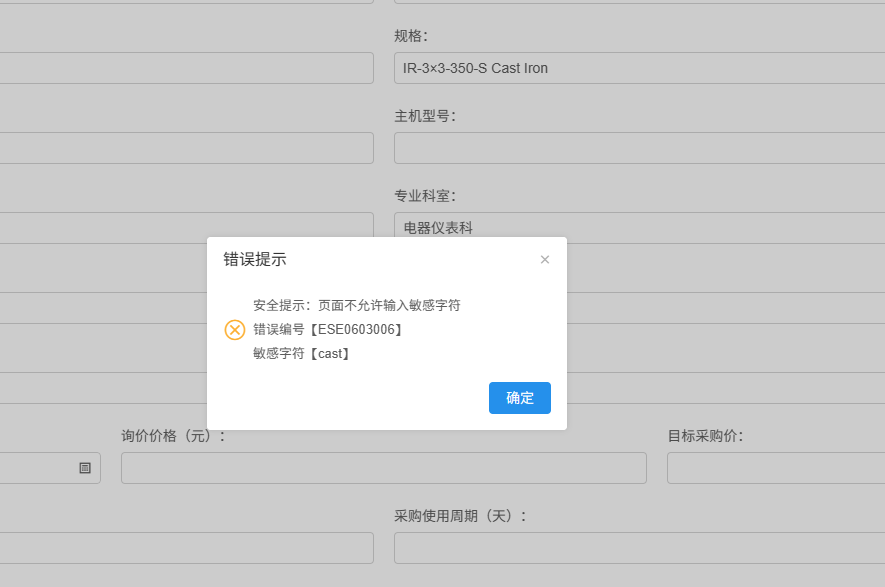 规格：
IR-3×3-350-S Cast Iron
主机型号：
专业科室：
电器仪表科
错误提示
×
安全提示：页面不允许输入敏感字符
错误编号【ESE0603006】
敏感字符【cast】
确定
询价价格（元）：
目标采购价：
采购使用周期（天）：